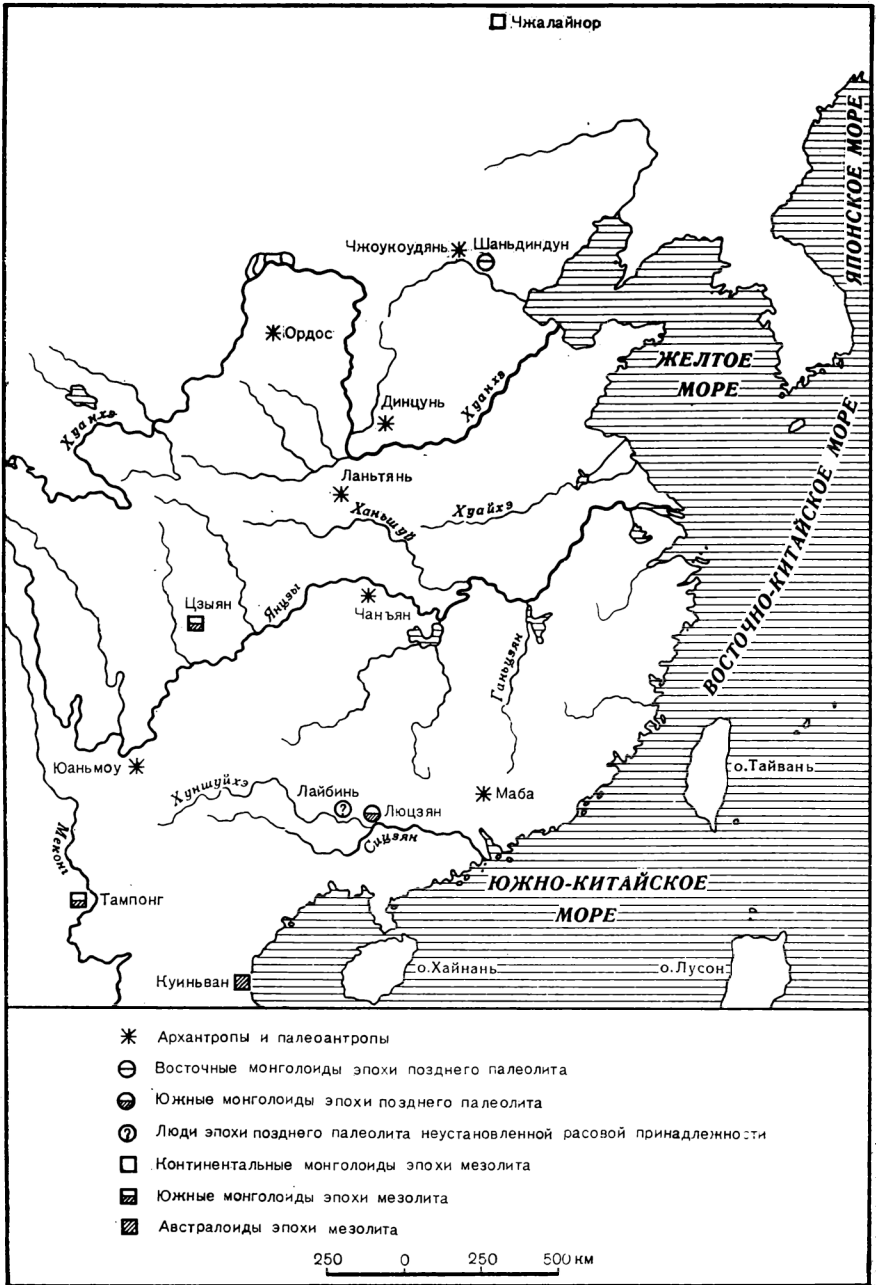 Чжалайнор
ЯПОНСКОЕ МОРЕ
Чжоукоудянь
Шаньдиндун
Ордос
ЖЕЛТОЕ
МОРЕ
Динцунь
Хуанхэ
Хуанхэ
Ланьтянь
Ханьшуй
Хуайхэ
ВОСТОЧНО-КИТАЙСКОЕ МОРЕ
Цзыян
Янцзы
Чанъян
Ганьцзян
Юаньмоу
о.Тайвань
Хуншуйхэ
Лайбинь
?
Люцзян
Маба
Сицзян
Меконг
Тампонг
ЮЖНО-КИТАЙСКОЕ
МОРЕ
Куиньван
о.Хайнань
о.Лусон
Архантропы и палеоантропы
Восточные монголоиды эпохи позднего палеолита
Южные монголоиды эпохи позднего палеолита
? Люди эпохи позднего палеолита неустановленной расовой принадлежности
Континентальные монголоиды эпохи мезолита
Южные монголоиды эпохи мезолита
Австралоиды эпохи мезолита
250 0 250 500 км